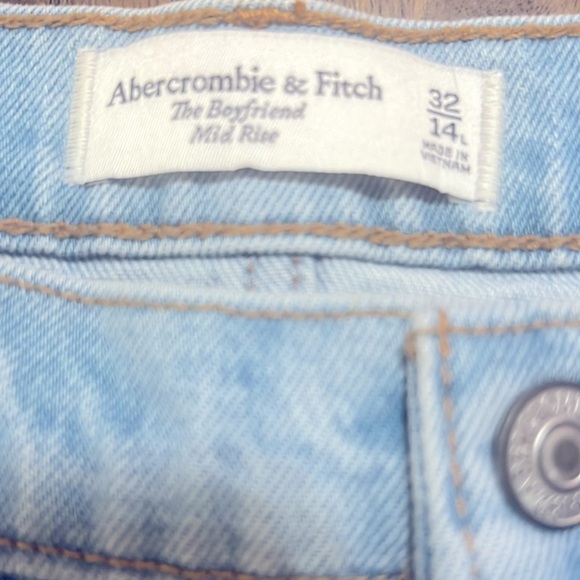 Abercrombie & Fitch
The Boyfriend
Mid Rise
32
14L
MADE IN
VIETNAM